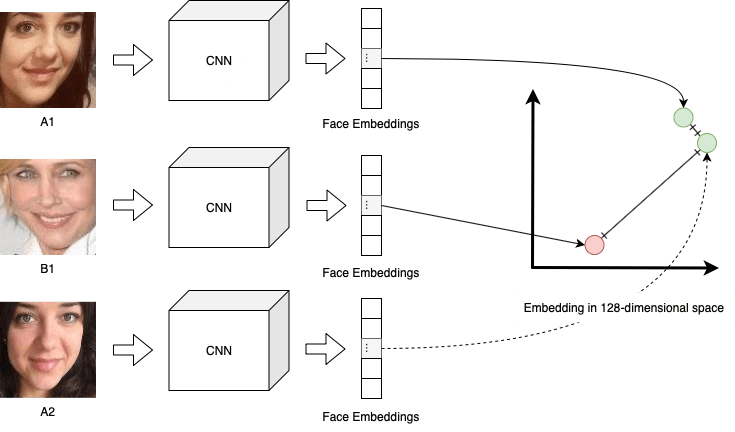 CNN
A1
Face Embeddings
CNN
B1
Face Embeddings
Embedding in 128-dimensional space
CNN
A2
Face Embeddings